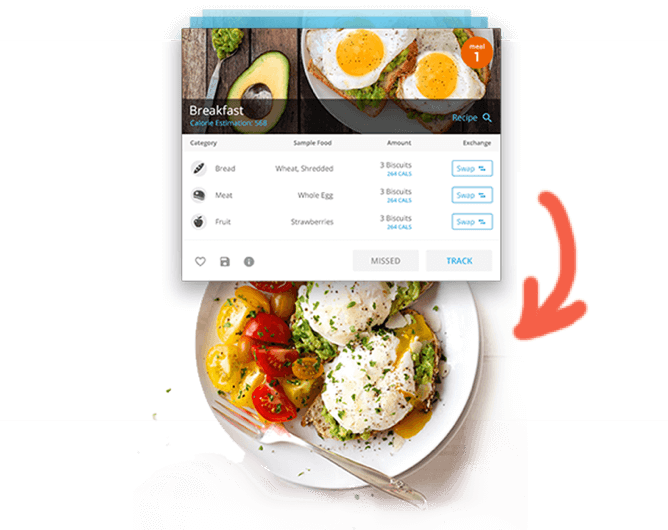 meal
1
Breakfast
Calorie Estimation: 568
Recipe
Category Sample Food Amount Exchange
Bread Wheat, Shredded 3 Biscuits Swap
264 CALS
Meat Whole Egg 3 Biscuits Swap
264 CALS
Fruit Strawberries 3 Biscuits Swap
264 CALS
MISSED TRACK